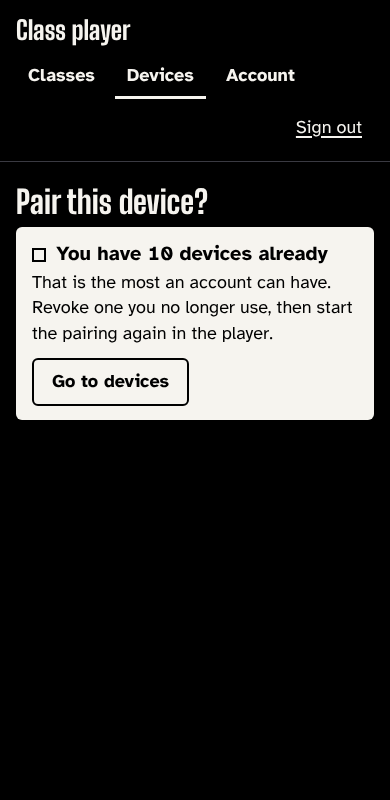 Class player
Classes Devices Account
Sign out
Pair this device?
You have 10 devices already
That is the most an account can have.
Revoke one you no longer use, then start
the pairing again in the player.
Go to devices